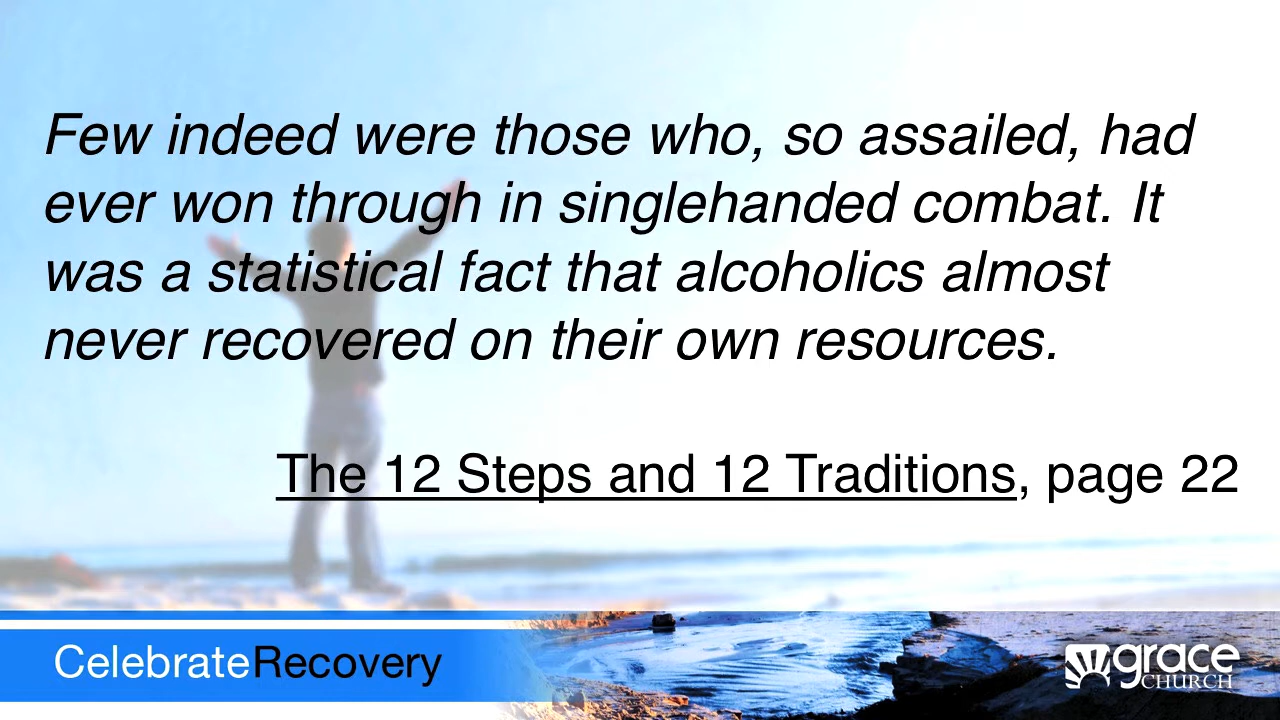 Few indeed were those who, so assailed, had
ever won through in singlehanded combat. It
was a statistical fact that alcoholics almost
never recovered on their own resources.
The 12 Steps and 12 Traditions, page 22
CelebrateRecovery
grace
CHURCH